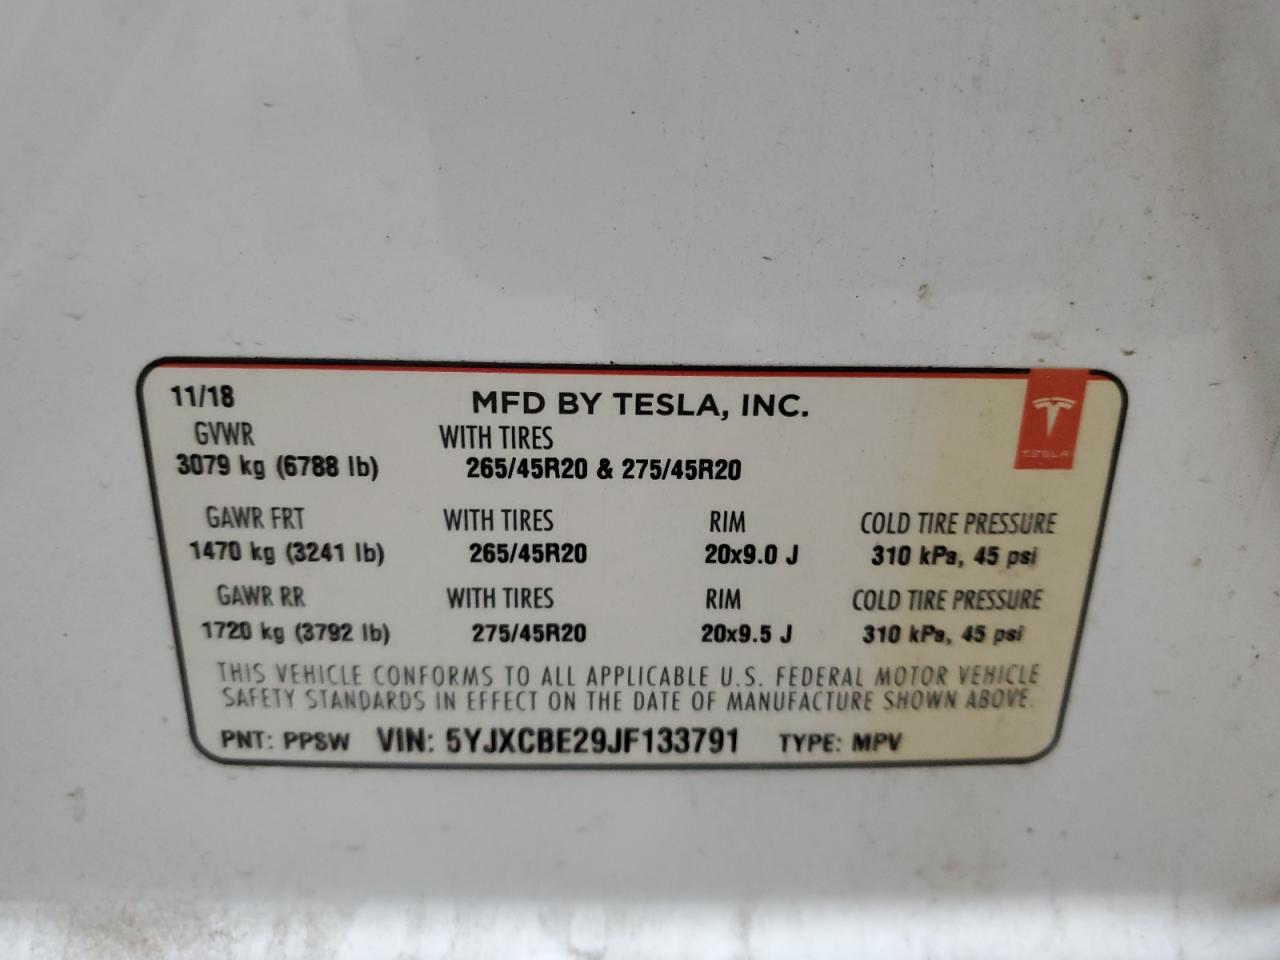 11/18 MFD BY TESLA, INC.
TESLA
GVWR WITH TIRES
3079 kg (6788 lb) 265/45R20 & 275/45R20
GAWR FRT WITH TIRES RIM COLD TIRE PRESSURE
1470 kg (3241 lb) 265/45R20 20x9.0 J 310 kPa, 45 psi
GAWR RR WITH TIRES RIM COLD TIRE PRESSURE
1720 kg (3792 lb) 275/45R20 20x9.5 J 310 kPa, 45 psi
THIS VEHICLE CONFORMS TO ALL APPLICABLE U.S. FEDERAL MOTOR VEHICLE
SAFETY STANDARDS IN EFFECT ON THE DATE OF MANUFACTURE SHOWN ABOVE.
PNT: PPSW VIN: 5YJXCBE29JF133791 TYPE: MPV